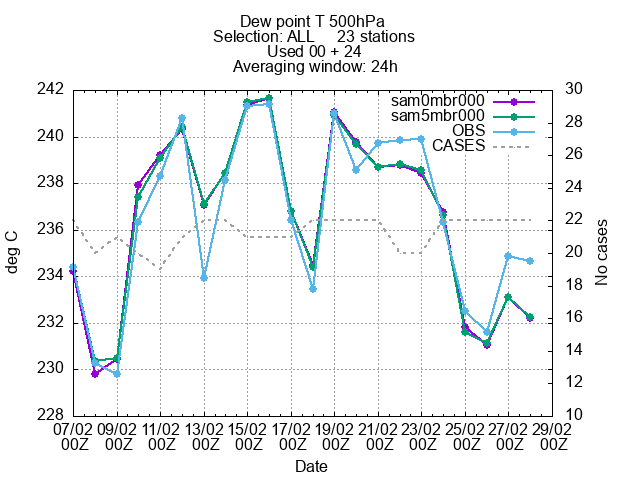 Dew point T 500hPa
Selection: ALL     23 stations
Used 00 + 24
Averaging window: 24h
242 30
sam0mbr000
sam5mbr000
OBS
CASES
28
240
26
238 24
22
236
20
234
18
232 16
14
230
12
228 10
deg C
No cases
07/02 09/02 11/02 13/02 15/02 17/02 19/02 21/02 23/02 25/02 27/02 29/02
00Z 00Z 00Z 00Z 00Z 00Z 00Z 00Z 00Z 00Z 00Z 00Z
Date